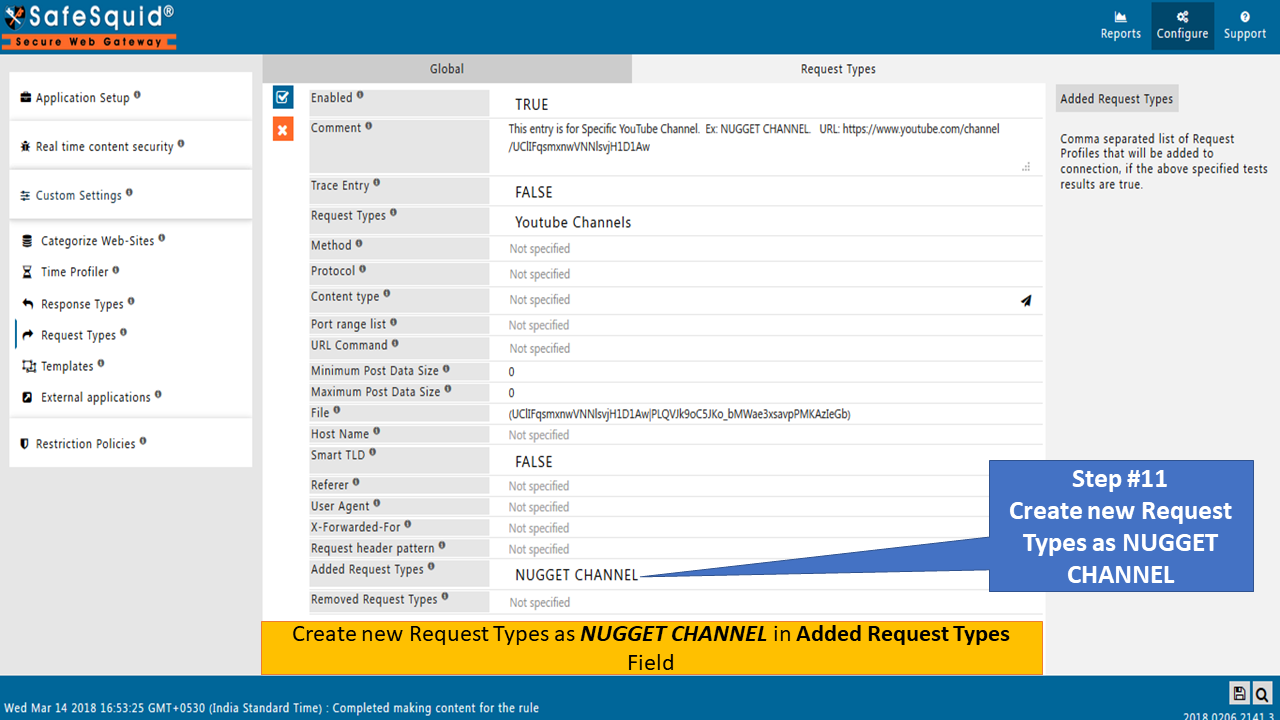 SafeSquid®
Secure Web Gateway
Reports
Configure
Support
Global
Request Types
Application Setup
Real time content security
Custom Settings
Categorize Web-Sites
Time Profiler
Response Types
Request Types
Templates
External applications
Restriction Policies
Enabled
TRUE
Comment
This entry is for Specific YouTube Channel. Ex: NUGGET CHANNEL. URL: https://www.youtube.com/channel
/UClIFqsmxnwVNNlsvjH1D1Aw
Trace Entry
FALSE
Request Types
Youtube Channels
Method
Not specified
Protocol
Not specified
Content type
Not specified
Port range list
Not specified
URL Command
Not specified
Minimum Post Data Size
0
Maximum Post Data Size
0
File
(UClIFqsmxnwVNNlsvjH1D1Aw|PLQVJk9oC5JKo_bMWae3xsavpPMKAzIeGb)
Host Name
Not specified
Smart TLD
FALSE
Referer
Not specified
User Agent
Not specified
X-Forwarded-For
Not specified
Request header pattern
Not specified
Added Request Types
NUGGET CHANNEL
Removed Request Types
Not specified
Added Request Types
Comma separated list of Request
Profiles that will be added to
connection, if the above specified tests
results are true.
Step #11
Create new Request
Types as NUGGET
CHANNEL
Create new Request Types as NUGGET CHANNEL in Added Request Types
Field
Wed Mar 14 2018 16:53:25 GMT+0530 (India Standard Time) : Completed making content for the rule
2018.0206.2141.3